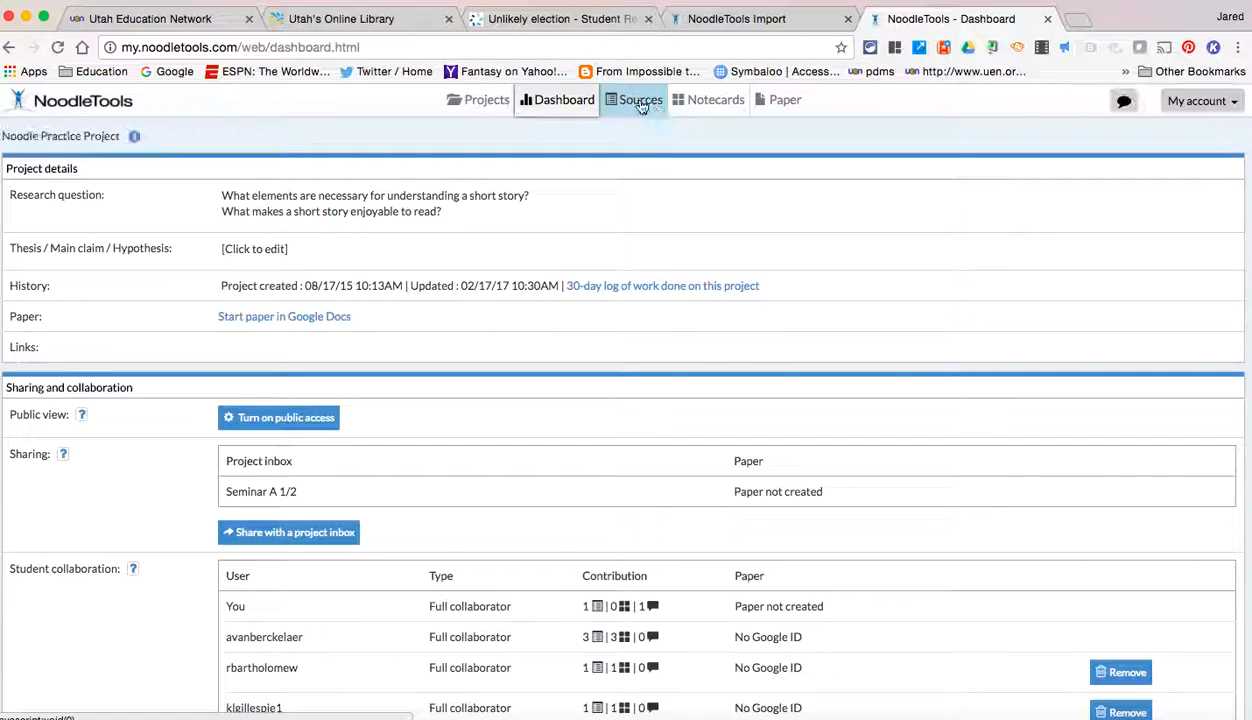 Utah Education Network
Utah's Online Library
Unlikely election - Student Re
NoodleTools Import
NoodleTools - Dashboard
Jared
my.noodletools.com/web/dashboard.html
Apps
Education
Google
ESPN: The Worldw...
Twitter / Home
Fantasy on Yahoo!...
From Impossible t...
Symbaloo | Access...
uen pdms
uen http://www.uen.or...
»
Other Bookmarks
NoodleTools
Projects
Dashboard
Sources
Notecards
Paper
My account
Noodle Practice Project
Project details
Research question:
What elements are necessary for understanding a short story?
What makes a short story enjoyable to read?
Thesis / Main claim / Hypothesis:
[Click to edit]
History:
Project created : 08/17/15 10:13AM | Updated : 02/17/17 10:30AM | 30-day log of work done on this project
Paper:
Start paper in Google Docs
Links:
Sharing and collaboration
Public view: ?
Turn on public access
Sharing: ?
Project inbox
Paper
Seminar A 1/2
Paper not created
Share with a project inbox
Student collaboration: ?
User
Type
Contribution
Paper
You
Full collaborator
1 | 0 | 1
Paper not created
avanberckelaer
Full collaborator
3 | 3 | 0
No Google ID
rbartholomew
Full collaborator
1 | 1 | 0
No Google ID
Remove
klgillespie1
Full collaborator
1 | 1 | 0
No Google ID
Remove